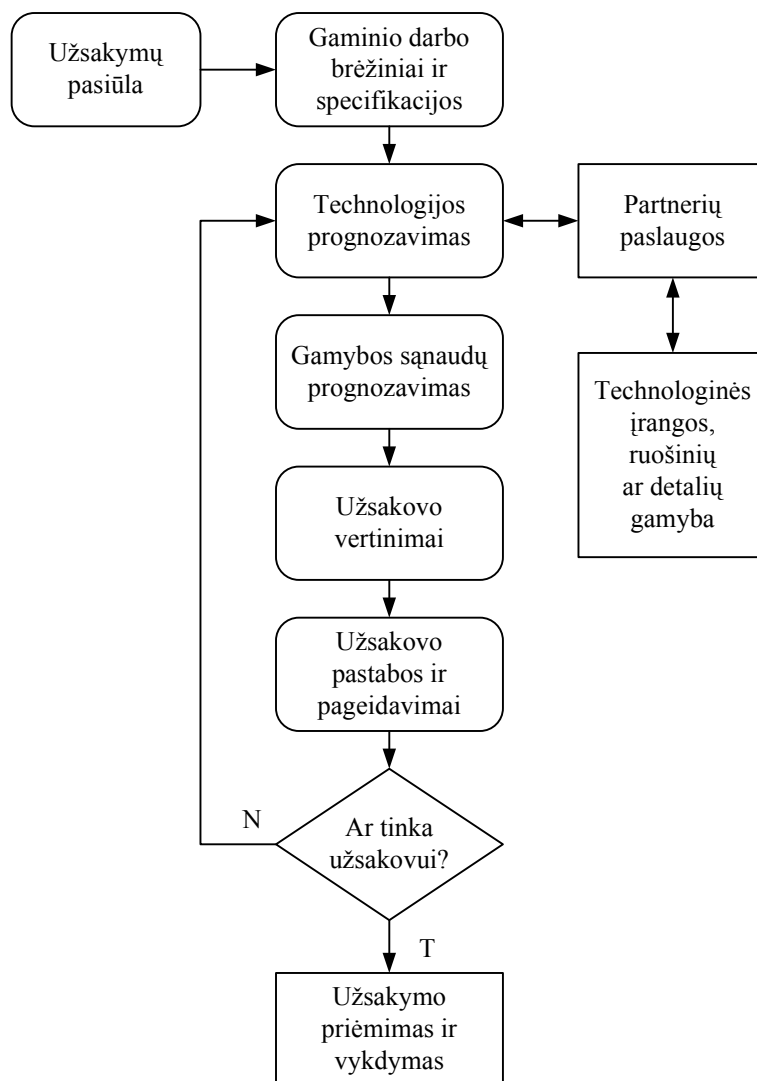 Užsakymų
pasiūla
Gaminio darbo
brėžiniai ir
specifikacijos
Technologijos
prognozavimas
Partnerių
paslaugos
Gamybos sąnaudų
prognozavimas
Technologinės
įrangos,
ruošinių
ar detalių
gamyba
Užsakovo
vertinimai
Užsakovo
pastabos ir
pageidavimai
N
Ar tinka
užsakovui?
T
Užsakymo
priėmimas ir
vykdymas